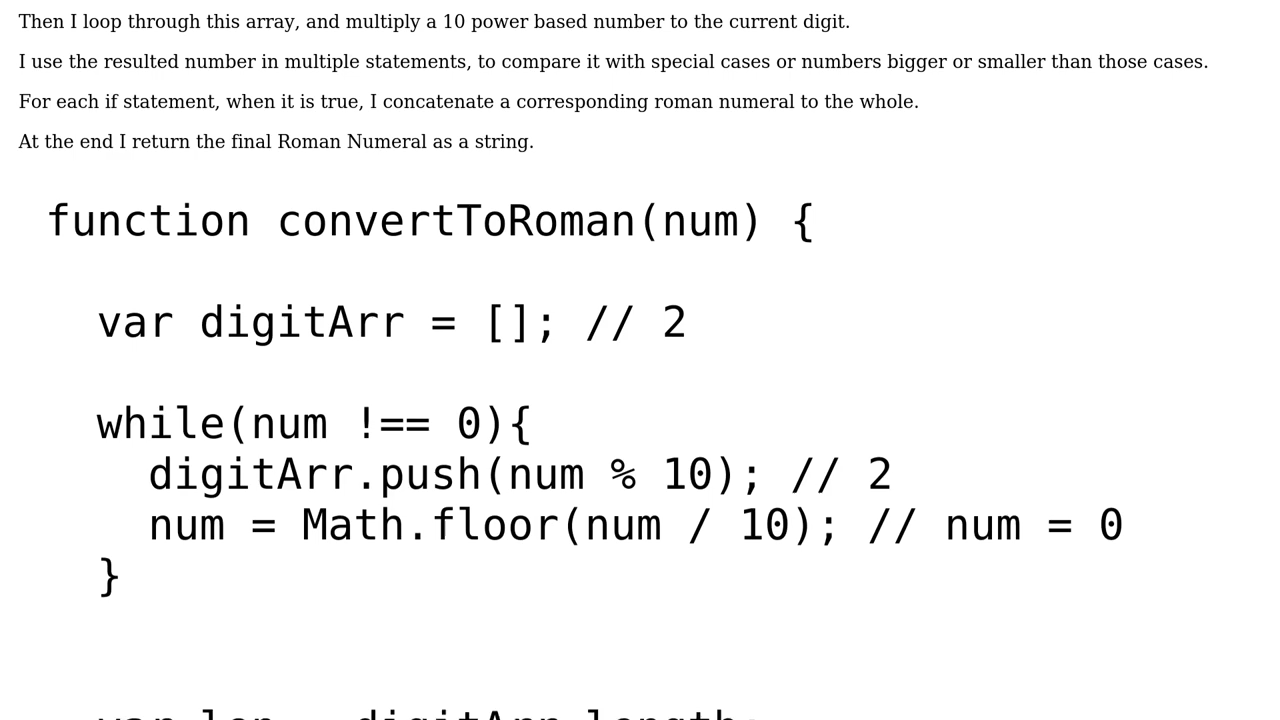 Then I loop through this array, and multiply a 10 power based number to the current digit.
I use the resulted number in multiple statements, to compare it with special cases or numbers bigger or smaller than those cases.
For each if statement, when it is true, I concatenate a corresponding roman numeral to the whole.
At the end I return the final Roman Numeral as a string.
function convertToRoman(num) {
var digitArr = []; // 2
while(num !== 0){
digitArr.push(num % 10); // 2
num = Math.floor(num / 10); // num = 0
}
var len = digitArr.length;